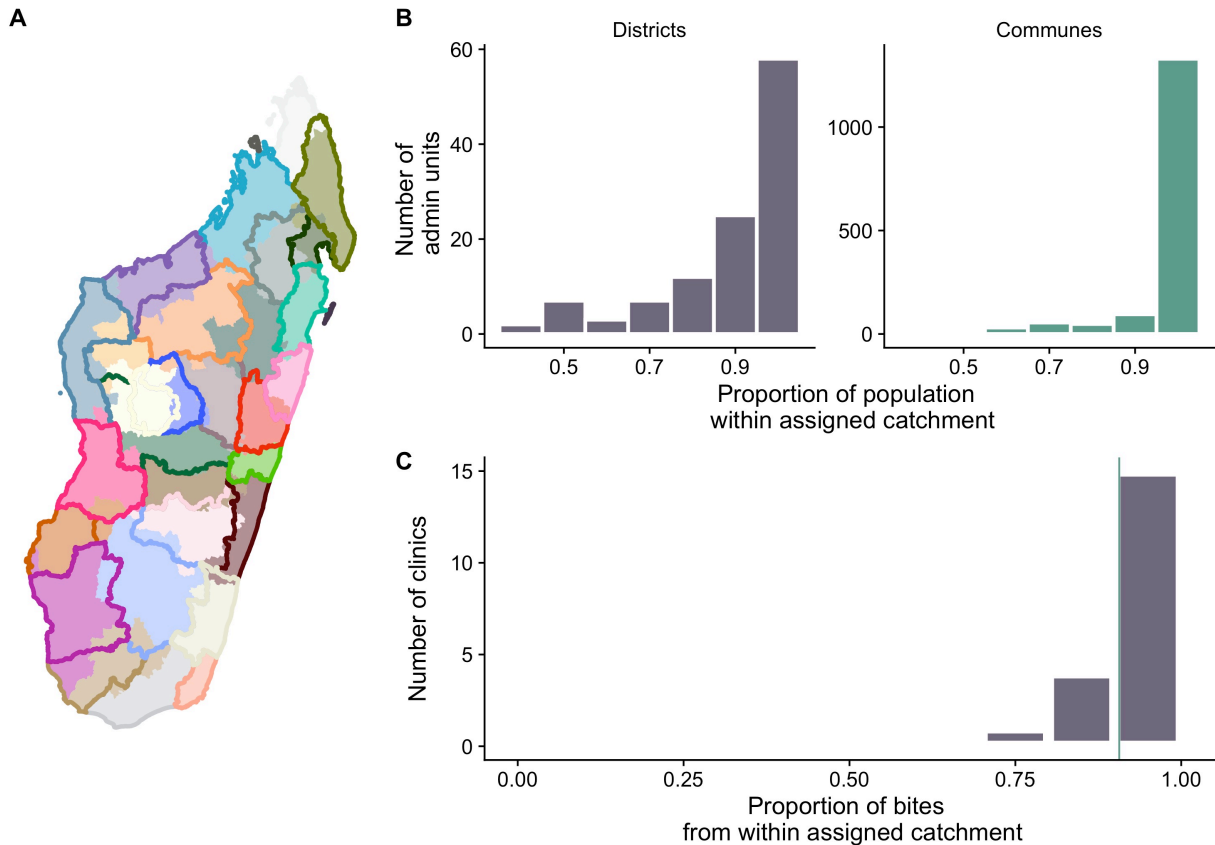 A
B
Districts
Communes
Number of
admin units
60
40
20
0
1000
500
0
0.5
0.7
0.9
0.5
0.7
0.9
Proportion of population
within assigned catchment
C
Number of clinics
15
10
5
0
0.00
0.25
0.50
0.75
1.00
Proportion of bites
from within assigned catchment